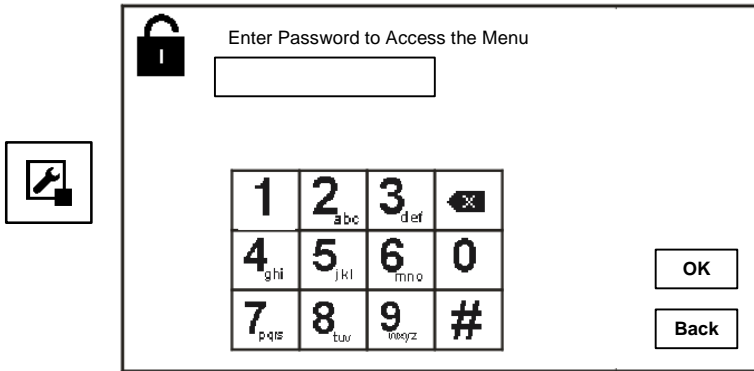 Enter Password to Access the Menu
1 2abc 3def X
4ghi 5jkl 6mno 0
7pqrs 8tuv 9wxyz #
OK
Back